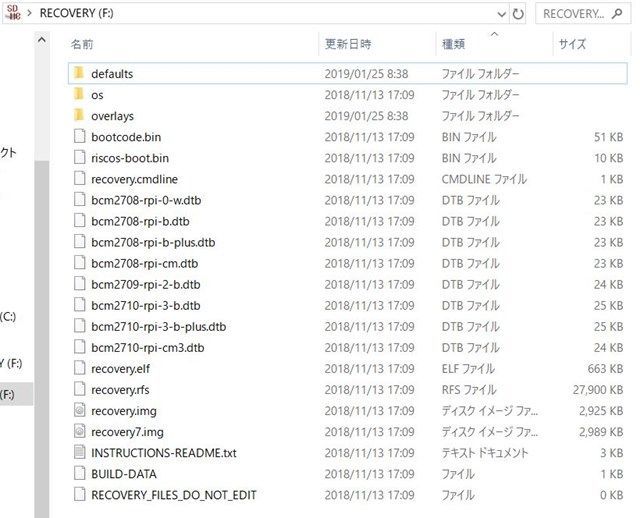 SD HC > RECOVERY (F:) RECOVERY...
名前 更新日時 種類 サイズ
defaults 2019/01/25 8:38 ファイル フォルダー
os 2018/11/13 17:09 ファイル フォルダー
overlays 2019/01/25 8:38 ファイル フォルダー
bootcode.bin 2018/11/13 17:09 BIN ファイル 51 KB
クト riscos-boot.bin 2018/11/13 17:09 BIN ファイル 10 KB
recovery.cmdline 2018/11/13 17:09 CMDLINE ファイル 1 KB
bcm2708-rpi-0-w.dtb 2018/11/13 17:09 DTB ファイル 23 KB
bcm2708-rpi-b.dtb 2018/11/13 17:09 DTB ファイル 23 KB
bcm2708-rpi-b-plus.dtb 2018/11/13 17:09 DTB ファイル 23 KB
bcm2708-rpi-cm.dtb 2018/11/13 17:09 DTB ファイル 23 KB
bcm2709-rpi-2-b.dtb 2018/11/13 17:09 DTB ファイル 24 KB
bcm2710-rpi-3-b.dtb 2018/11/13 17:09 DTB ファイル 25 KB
(C:) bcm2710-rpi-3-b-plus.dtb 2018/11/13 17:09 DTB ファイル 25 KB
bcm2710-rpi-cm3.dtb 2018/11/13 17:09 DTB ファイル 24 KB
Y (F:) recovery.elf 2018/11/13 17:09 ELF ファイル 663 KB
(F:) recovery.rfs 2018/11/13 17:09 RFS ファイル 27,900 KB
recovery.img 2018/11/13 17:09 ディスク イメージ ファ... 2,925 KB
recovery7.img 2018/11/13 17:09 ディスク イメージ ファ... 2,989 KB
INSTRUCTIONS-README.txt 2018/11/13 17:09 テキスト ドキュメント 3 KB
BUILD-DATA 2018/11/13 17:09 ファイル 1 KB
RECOVERY_FILES_DO_NOT_EDIT 2018/11/13 17:09 ファイル 0 KB